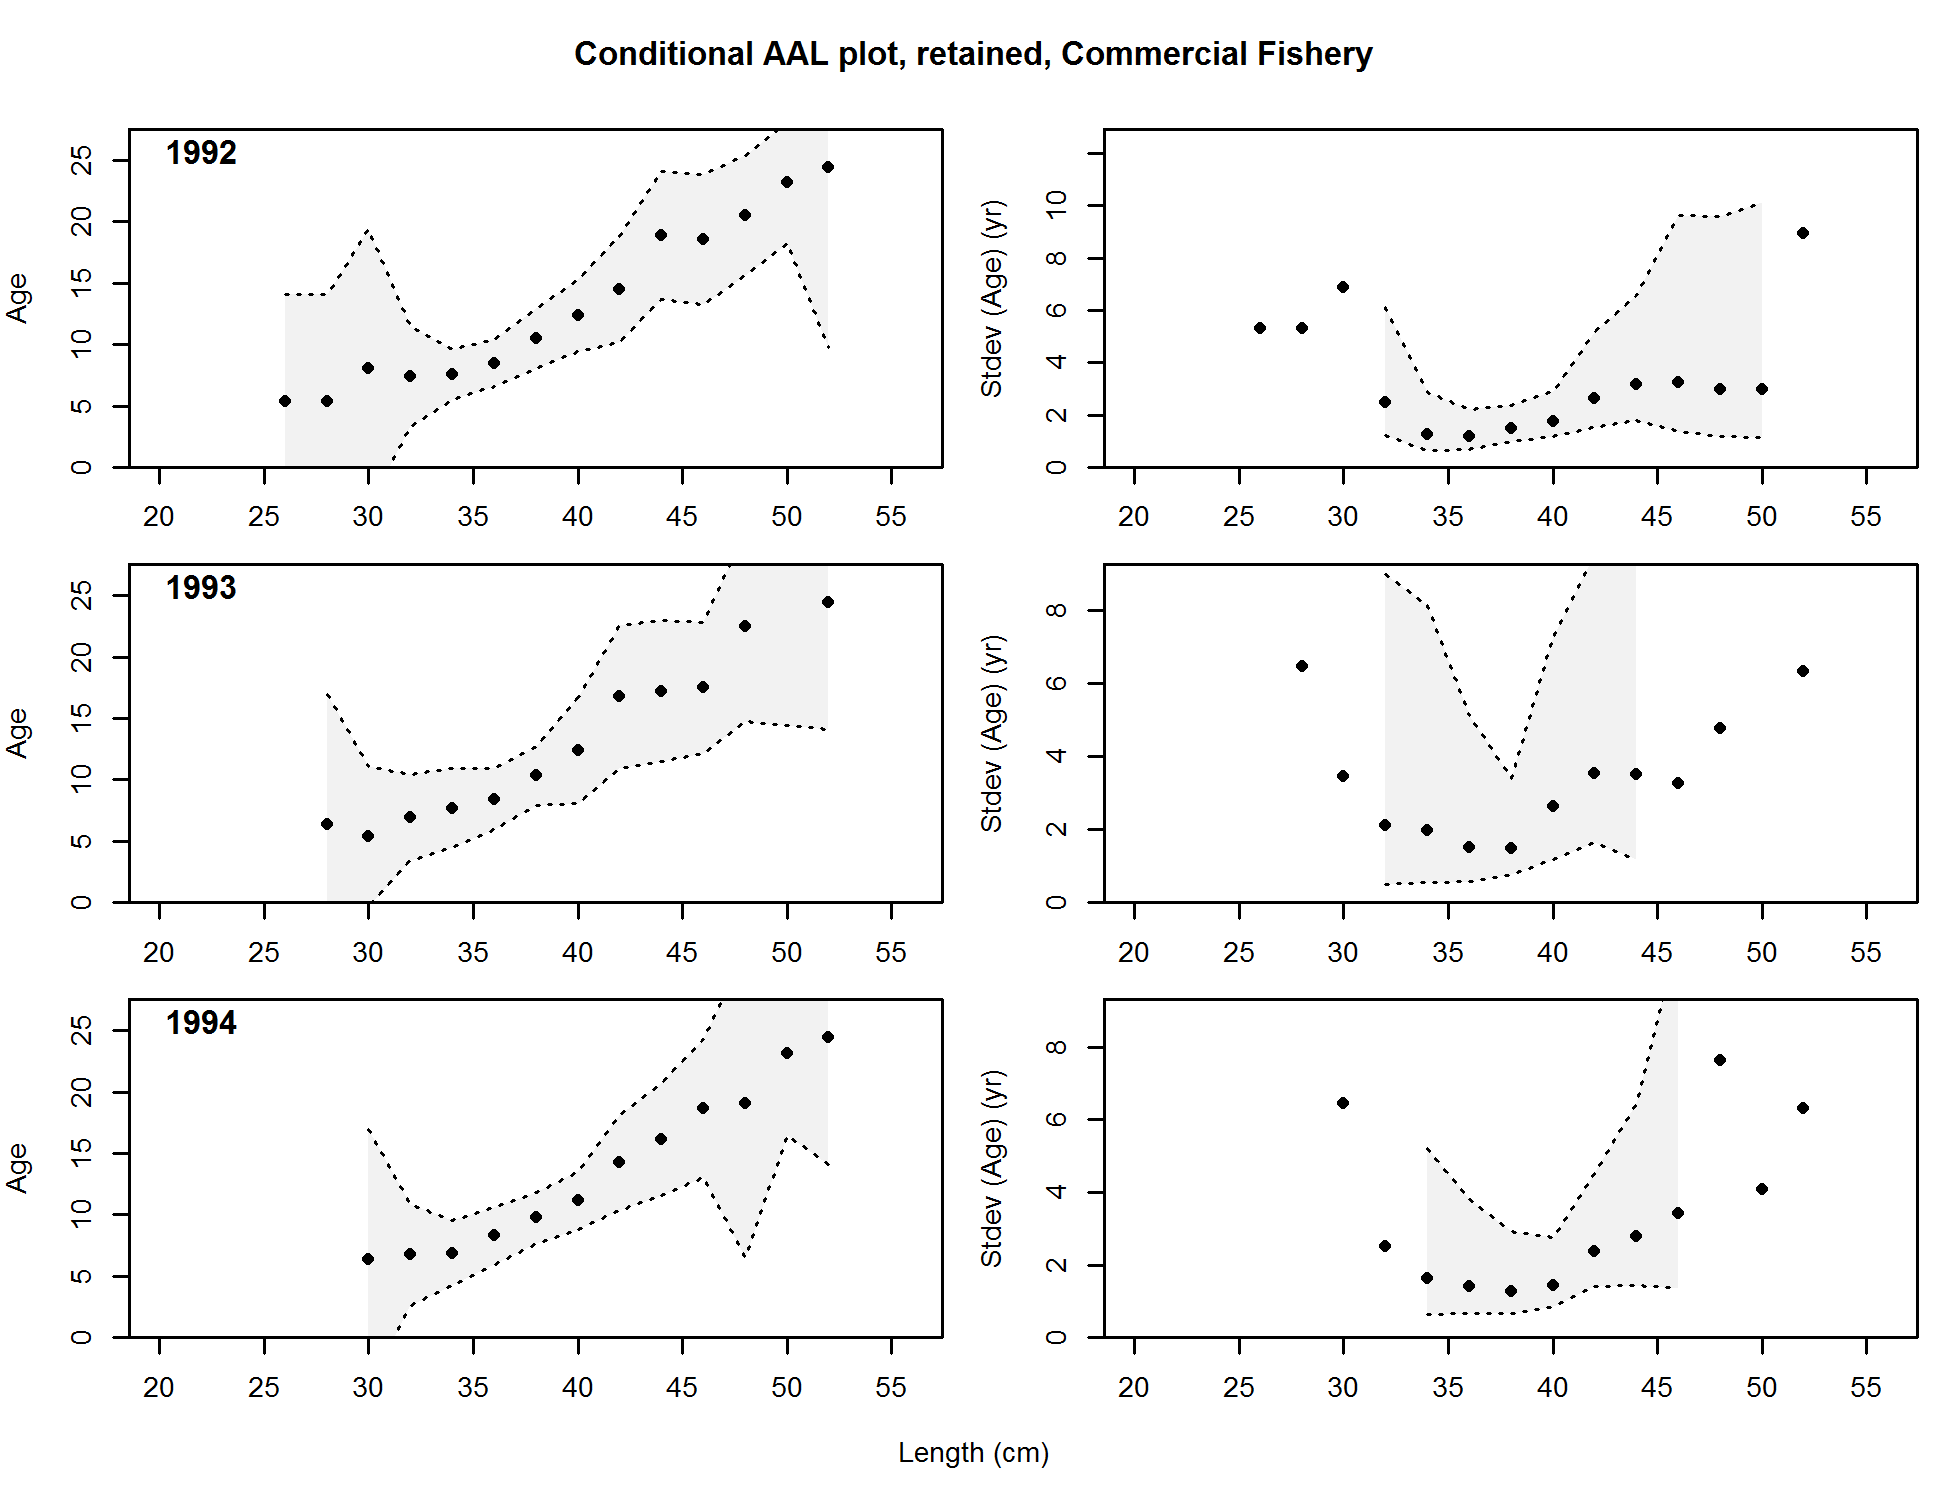 Conditional AAL plot, retained, Commercial Fishery
1992
Age
0 5 10 15 20 25
20 25 30 35 40 45 50 55
Stdev (Age) (yr)
0 2 4 6 8 10
20 25 30 35 40 45 50 55
1993
Age
0 5 10 15 20 25
20 25 30 35 40 45 50 55
Stdev (Age) (yr)
0 2 4 6 8
20 25 30 35 40 45 50 55
1994
Age
0 5 10 15 20 25
20 25 30 35 40 45 50 55
Stdev (Age) (yr)
0 2 4 6 8
20 25 30 35 40 45 50 55
Length (cm)